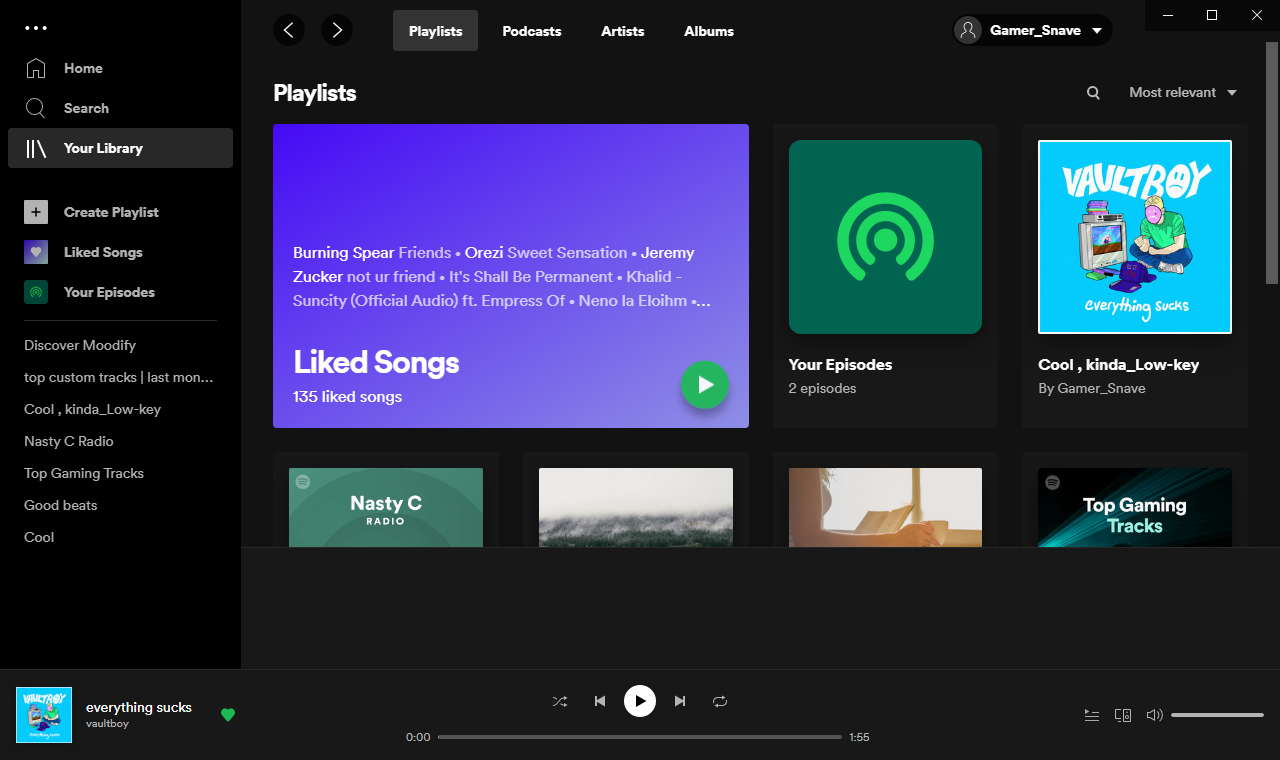 Home
Search
Your Library
Create Playlist
Liked Songs
Your Episodes
Discover Moodify
top custom tracks | last mon...
Cool , kinda_Low-key
Nasty C Radio
Top Gaming Tracks
Good beats
Cool
Playlists
Podcasts
Artists
Albums
Gamer_Snave
Playlists
Most relevant
Burning Spear Friends • Orezi Sweet Sensation • Jeremy
Zucker not ur friend • It's Shall Be Permanent • Khalid -
Suncity (Official Audio) ft. Empress Of • Neno la Eloihm •...
Liked Songs
135 liked songs
Your Episodes
2 episodes
VAULTBOY
everything sucks
Cool , kinda_Low-key
By Gamer_Snave
Nasty C
RADIO
Top Gaming
Tracks
VAULTBOY
everything sucks
everything sucks
vaultboy
0:00
1:55